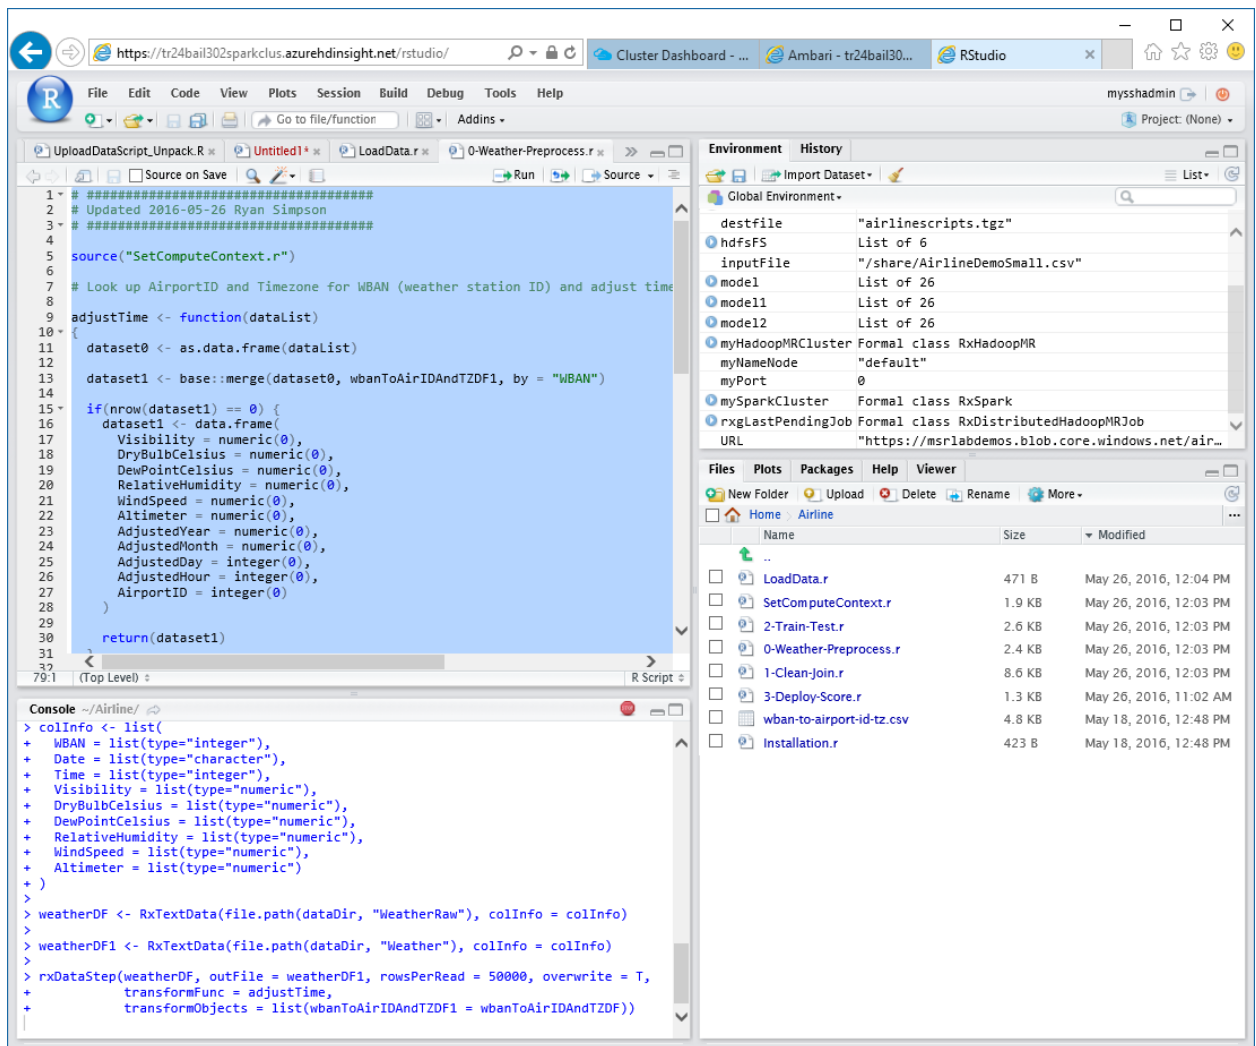 https://tr24bail302sparkclus.azurehdinsight.net/rstudio/
Cluster Dashboard - ...
Ambari - tr24bail30...
RStudio
File Edit Code View Plots Session Build Debug Tools Help
mysshadmin
Go to file/function
Addins
Project: (None)
UploadDataScript_Unpack.R
Untitled1*
LoadData.r
0-Weather-Preprocess.r
Source on Save
Run
Source
1 # #####################################
2 # Updated 2016-05-26 Ryan Simpson
3 # #####################################
4
5 source("SetComputeContext.r")
6
7 # Look up AirportID and Timezone for WBAN (weather station ID) and adjust time
8
9 adjustTime <- function(dataList)
10 {
11 dataset0 <- as.data.frame(dataList)
12
13 dataset1 <- base::merge(dataset0, wbanToAirIDAndTZDF1, by = "WBAN")
14
15 if(nrow(dataset1) == 0) {
16 dataset1 <- data.frame(
17 Visibility = numeric(0),
18 DryBulbCelsius = numeric(0),
19 DewPointCelsius = numeric(0),
20 RelativeHumidity = numeric(0),
21 WindSpeed = numeric(0),
22 Altimeter = numeric(0),
23 AdjustedYear = numeric(0),
24 AdjustedMonth = numeric(0),
25 AdjustedDay = integer(0),
26 AdjustedHour = integer(0),
27 AirportID = integer(0)
28 )
29
30 return(dataset1)
31 }
32
79:1 (Top Level) R Script
Console ~/Airline/
> colInfo <- list(
+ WBAN = list(type="integer"),
+ Date = list(type="character"),
+ Time = list(type="integer"),
+ Visibility = list(type="numeric"),
+ DryBulbCelsius = list(type="numeric"),
+ DewPointCelsius = list(type="numeric"),
+ RelativeHumidity = list(type="numeric"),
+ WindSpeed = list(type="numeric"),
+ Altimeter = list(type="numeric")
+ )
>
> weatherDF <- RxTextData(file.path(dataDir, "WeatherRaw"), colInfo = colInfo)
>
> weatherDF1 <- RxTextData(file.path(dataDir, "Weather"), colInfo = colInfo)
>
> rxDataStep(weatherDF, outFile = weatherDF1, rowsPerRead = 50000, overwrite = T,
+ transformFunc = adjustTime,
+ transformObjects = list(wbanToAirIDAndTZDF1 = wbanToAirIDAndTZDF))
Environment History
Import Dataset
List
Global Environment
destfile "airlinescripts.tgz"
hdfsFS List of 6
inputFile "/share/AirlineDemoSmall.csv"
model List of 26
model1 List of 26
model2 List of 26
myHadoopMRCluster Formal class RxHadoopMR
myNameNode "default"
myPort 0
mySparkCluster Formal class RxSpark
rxgLastPendingJob Formal class RxDistributedHadoopMRJob
URL "https://msrlabdemos.blob.core.windows.net/air…
Files Plots Packages Help Viewer
New Folder Upload Delete Rename More
Home Airline ...
Name Size Modified
..
LoadData.r 471 B May 26, 2016, 12:04 PM
SetComputeContext.r 1.9 KB May 26, 2016, 12:03 PM
2-Train-Test.r 2.6 KB May 26, 2016, 12:03 PM
0-Weather-Preprocess.r 2.4 KB May 26, 2016, 12:03 PM
1-Clean-Join.r 8.6 KB May 26, 2016, 12:03 PM
3-Deploy-Score.r 1.3 KB May 26, 2016, 11:02 AM
wban-to-airport-id-tz.csv 4.8 KB May 18, 2016, 12:48 PM
Installation.r 423 B May 18, 2016, 12:48 PM